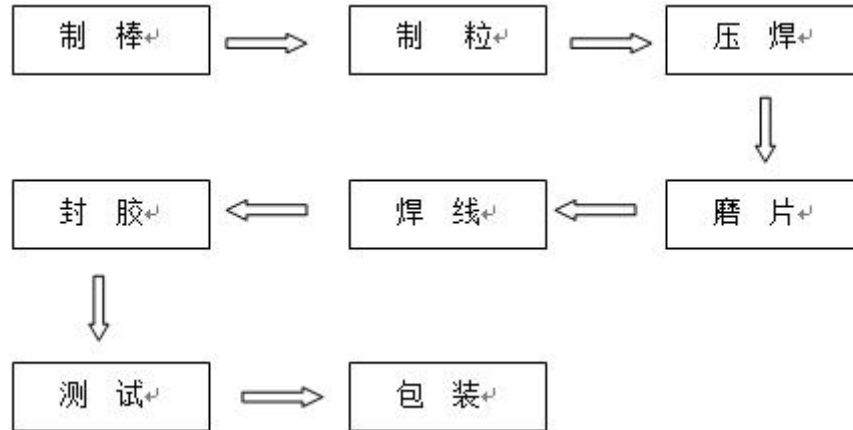 制 棒
制 粒
压 焊
磨 片
焊 线
封 胶
测 试
包 装